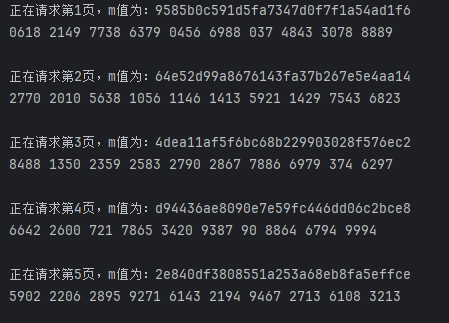 正在请求第1页，m值为：9585b0c591d5fa7347d0f7f1a54ad1f6
0618 2149 7738 6379 0456 6988 037 4843 3078 8889
正在请求第2页，m值为：64e52d99a8676143fa37b267e5e4aa14
2770 2010 5638 1056 1146 1413 5921 1429 7543 6823
正在请求第3页，m值为：4dea11af5f6bc68b229903028f576ec2
8488 1350 2359 2583 2790 2867 7886 6979 374 6297
正在请求第4页，m值为：d94436ae8090e7e59fc446dd06c2bce8
6642 2600 721 7865 3420 9387 90 8864 6794 9994
正在请求第5页，m值为：2e840df3808551a253a68eb8fa5effce
5902 2206 2895 9271 6143 2194 9467 2713 6108 3213